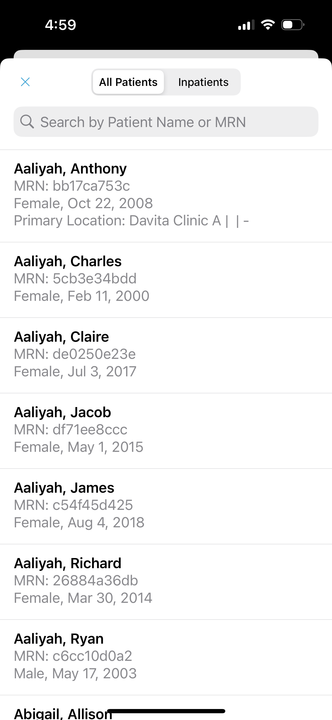 4:59
All Patients
Inpatients
Search by Patient Name or MRN
Aaliyah, Anthony
MRN: bb17ca753c
Female, Oct 22, 2008
Primary Location: Davita Clinic A | | -
Aaliyah, Charles
MRN: 5cb3e34bdd
Female, Feb 11, 2000
Aaliyah, Claire
MRN: de0250e23e
Female, Jul 3, 2017
Aaliyah, Jacob
MRN: df71ee8ccc
Female, May 1, 2015
Aaliyah, James
MRN: c54f45d425
Female, Aug 4, 2018
Aaliyah, Richard
MRN: 26884a36db
Female, Mar 30, 2014
Aaliyah, Ryan
MRN: c6cc10d0a2
Male, May 17, 2003
Abigail, Allison